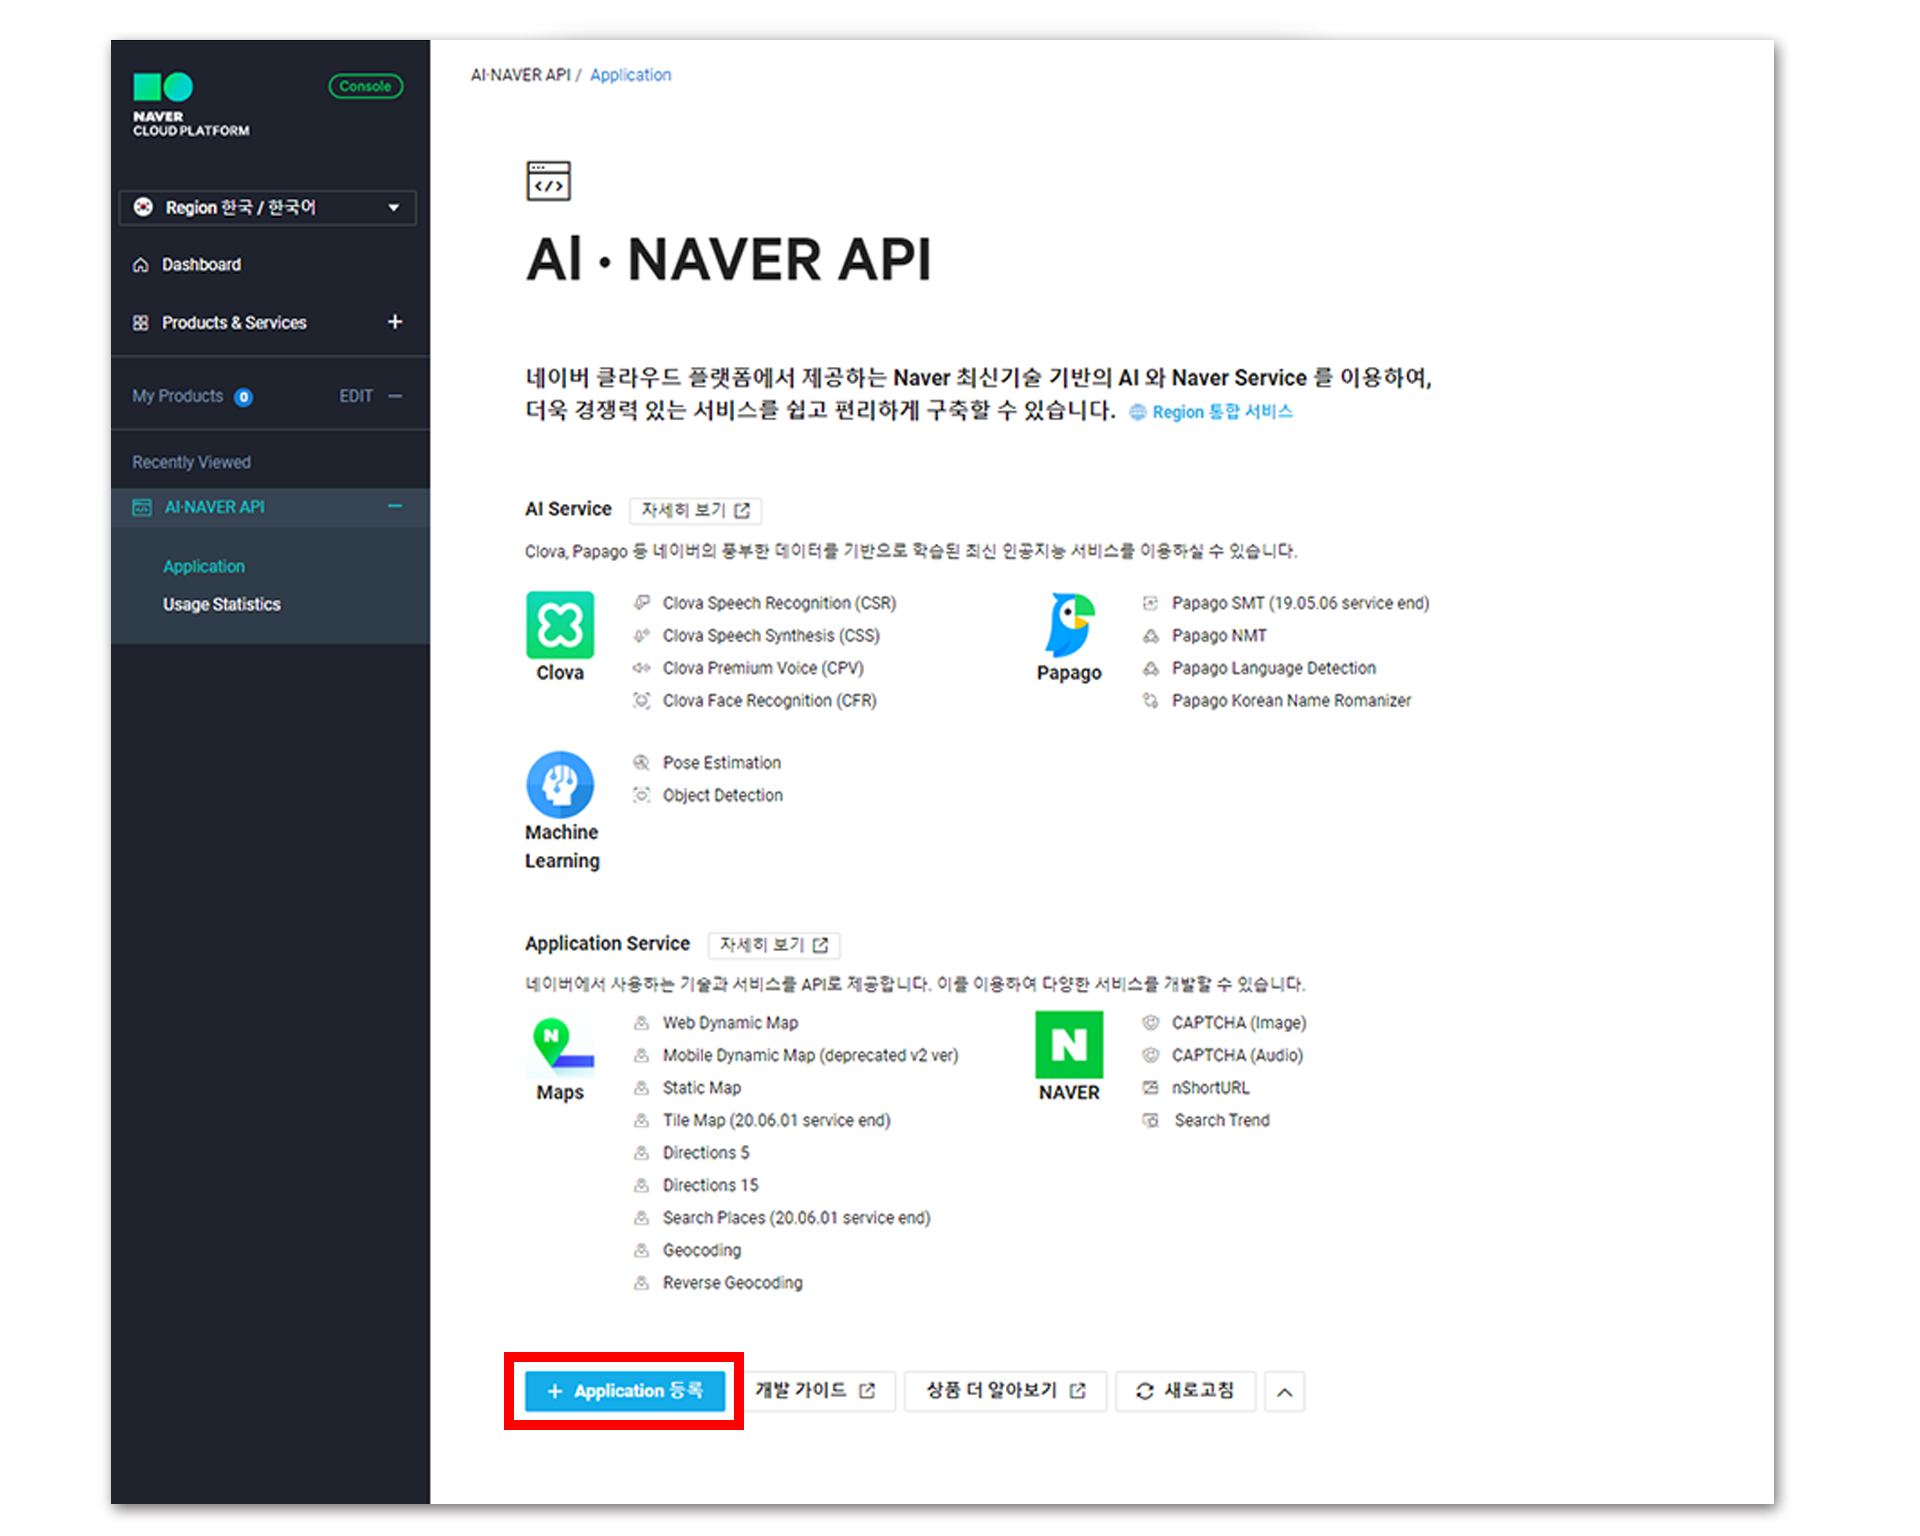 NAVER
CLOUD PLATFORM
Console
Region 한국 / 한국어
Dashboard
Products & Services
My Products 0 EDIT
Recently Viewed
AI·NAVER API
Application
Usage Statistics
AI·NAVER API / Application
AI · NAVER API
네이버 클라우드 플랫폼에서 제공하는 Naver 최신기술 기반의 AI 와 Naver Service 를 이용하여,
더욱 경쟁력 있는 서비스를 쉽고 편리하게 구축할 수 있습니다. Region 통합 서비스
AI Service 자세히 보기
Clova, Papago 등 네이버의 풍부한 데이터를 기반으로 학습된 최신 인공지능 서비스를 이용하실 수 있습니다.
Clova
Clova Speech Recognition (CSR)
Clova Speech Synthesis (CSS)
Clova Premium Voice (CPV)
Clova Face Recognition (CFR)
Papago
Papago SMT (19.05.06 service end)
Papago NMT
Papago Language Detection
Papago Korean Name Romanizer
Machine
Learning
Pose Estimation
Object Detection
Application Service 자세히 보기
네이버에서 사용하는 기술과 서비스를 API로 제공합니다. 이를 이용하여 다양한 서비스를 개발할 수 있습니다.
N
Maps
Web Dynamic Map
Mobile Dynamic Map (deprecated v2 ver)
Static Map
Tile Map (20.06.01 service end)
Directions 5
Directions 15
Search Places (20.06.01 service end)
Geocoding
Reverse Geocoding
N
NAVER
CAPTCHA (Image)
CAPTCHA (Audio)
nShortURL
Search Trend
+ Application 등록 개발 가이드 상품 더 알아보기 새로고침